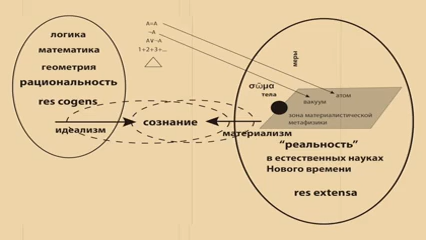 логика
математика
геометрия
рациональность
res cogens
идеализм
A=A
¬A
A∨¬A
1+2+3=...
сознание
материализм
меры
σῶμα
тела
вакуум
атом
зона материалистической
метафизики
"реальность"
в естественных науках
Нового времени
res extensa